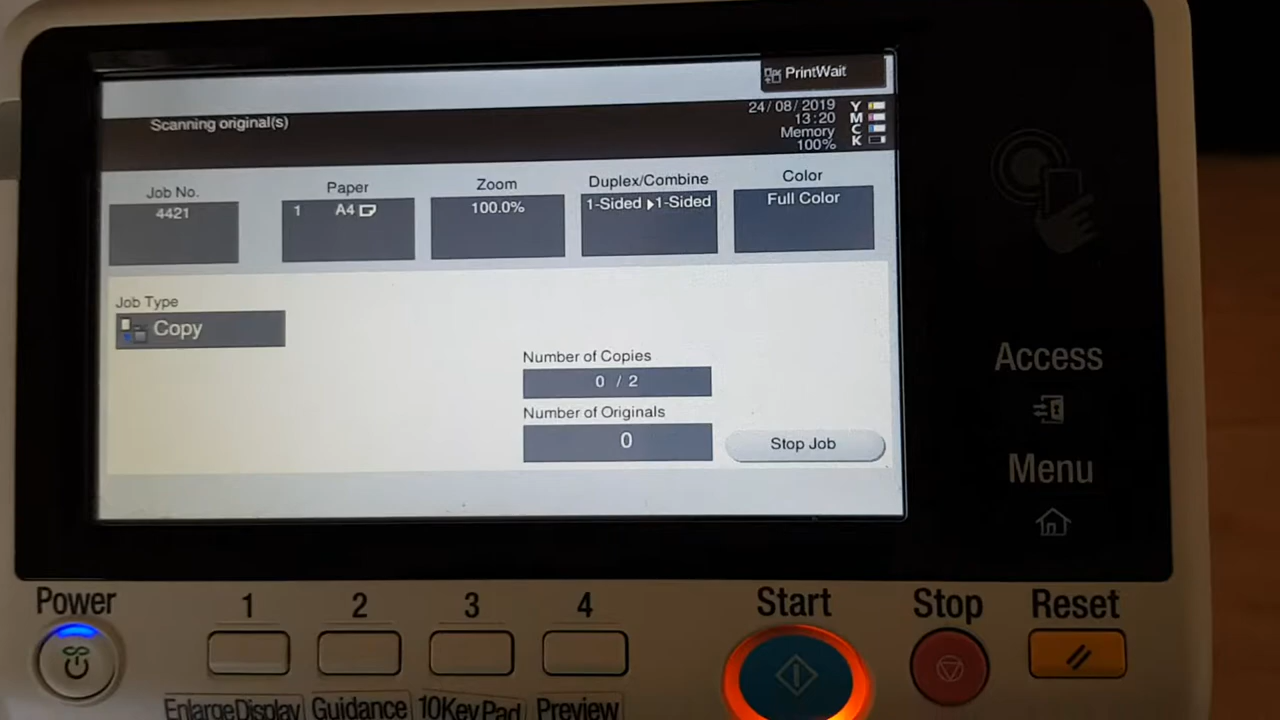 PrintWait
Scanning original(s)
24/08/2019
13:20
Memory
100%
Y
M
C
K
Job No.
4421
Paper
1 A4
Zoom
100.0%
Duplex/Combine
1-Sided ▶1-Sided
Color
Full Color
Job Type
Copy
Number of Copies
0 / 2
Number of Originals
0
Stop Job
Access
Menu
Power
1
2
3
4
Start
Stop
Reset
Enlarge Display
Guidance
10KeyPad
Preview